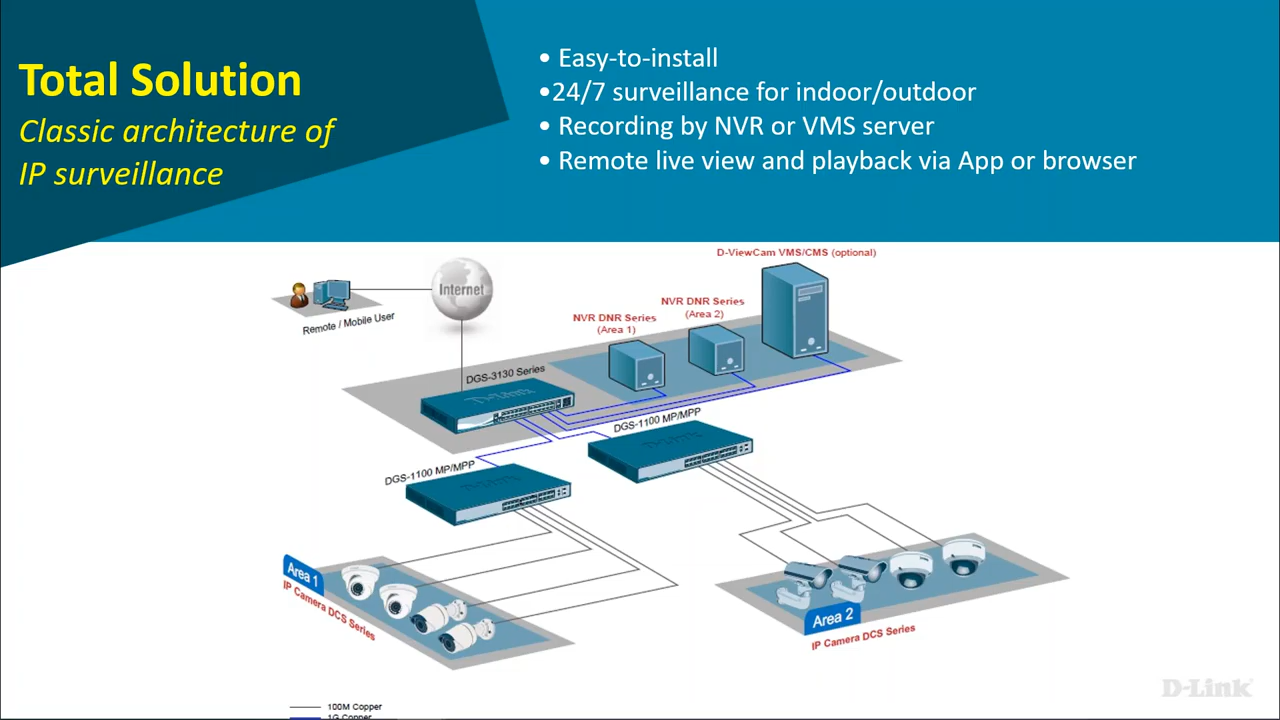 Total Solution
Classic architecture of
IP surveillance
• Easy-to-install
•24/7 surveillance for indoor/outdoor
• Recording by NVR or VMS server
• Remote live view and playback via App or browser
D-ViewCam VMS/CMS (optional)
Internet
NVR DNR Series
(Area 1)
NVR DNR Series
(Area 2)
Remote / Mobile User
DGS-3130 Series
D-Link
DGS-1100 MP/MPP
D-Link
DGS-1100 MP/MPP
D-Link
Area 1
IP Camera DCS Series
Area 2
IP Camera DCS Series
D-Link
100M Copper
1G Copper